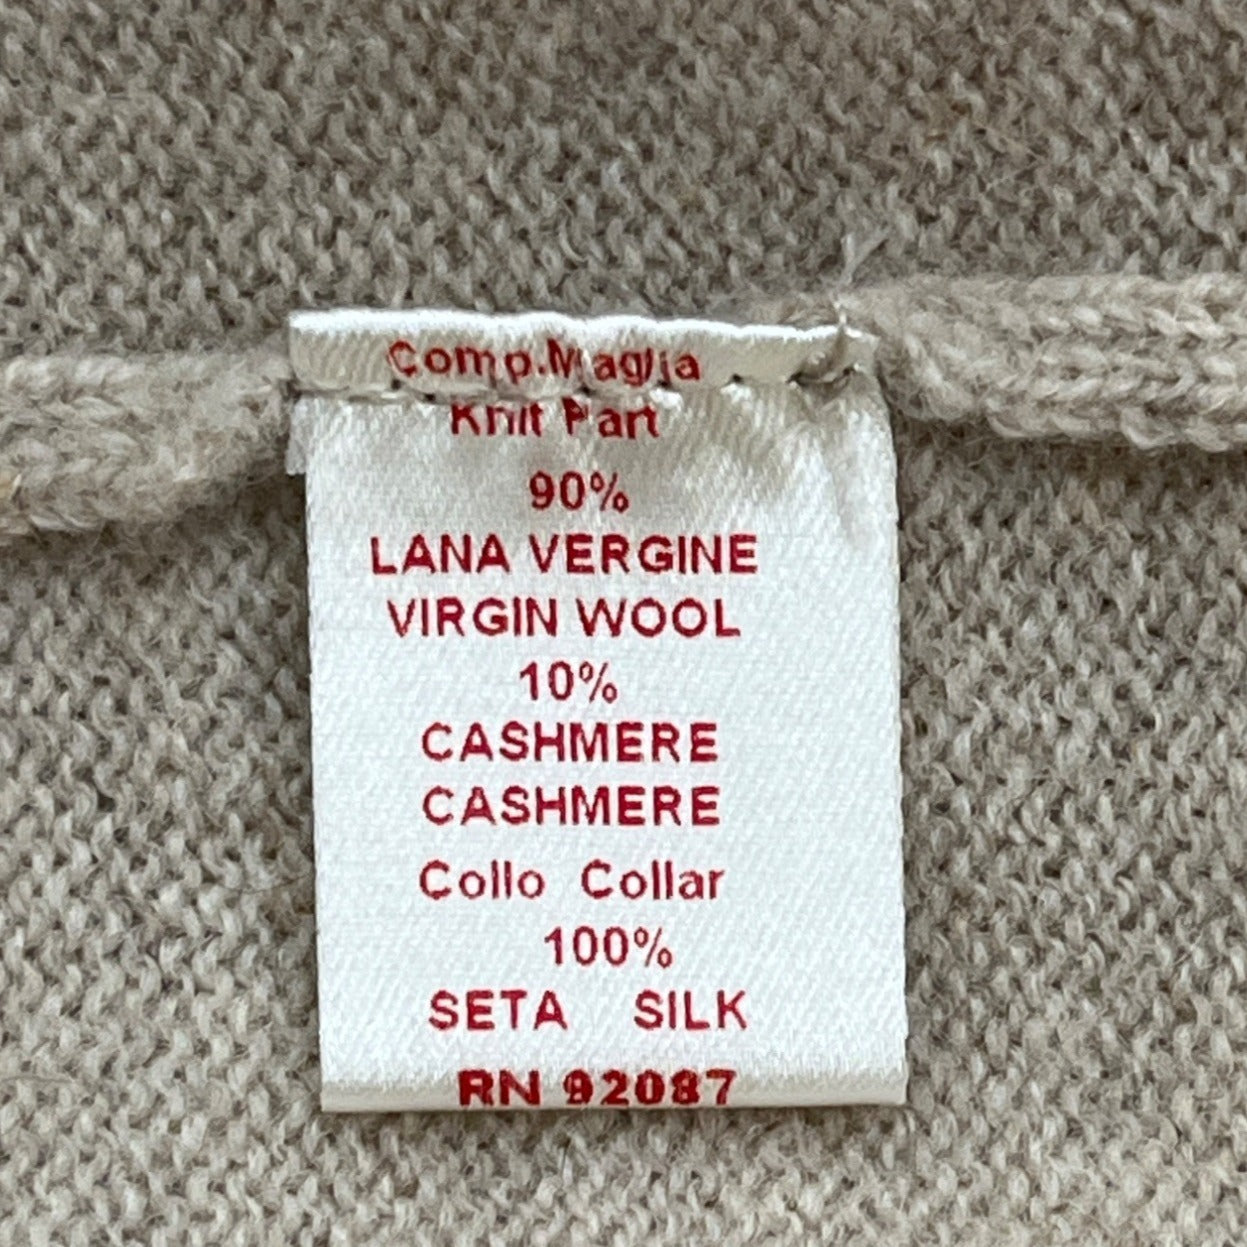 Comp.Maglia
Knit Part
90%
LANA VERGINE
VIRGIN WOOL
10%
CASHMERE
CASHMERE
Collo Collar
100%
SETA SILK
RN 92087